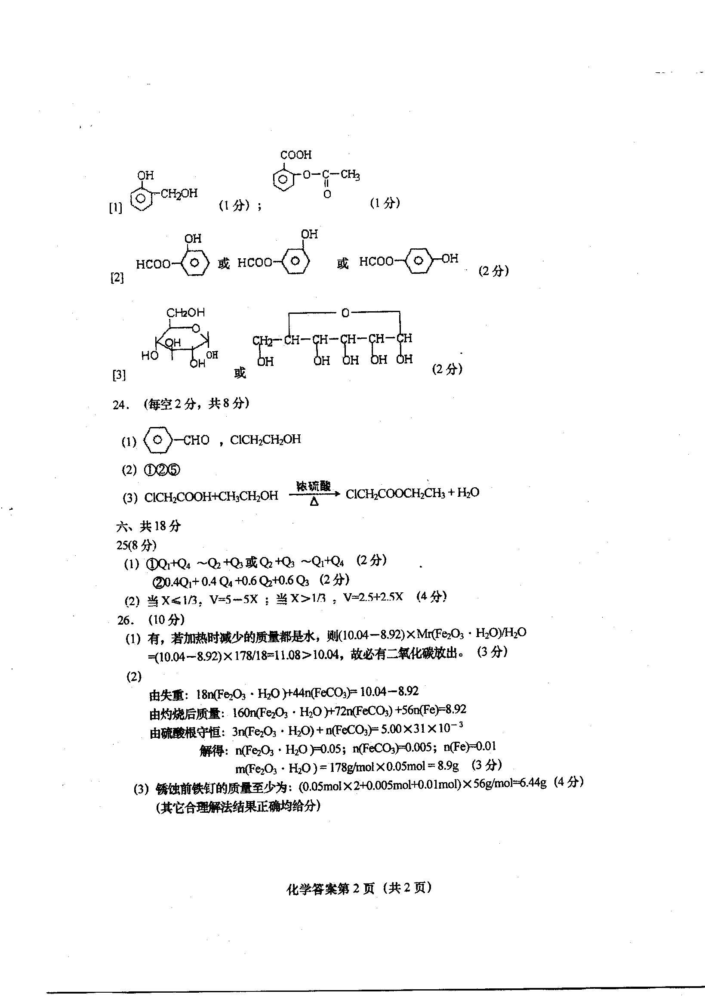 COOH
OH
O—C—CH₃
CH₂OH
O
[1] (1分)； (1分)
OH OH
HCOO— 或 HCOO— 或 HCOO— —OH
[2] (2分)
CH₂OH O
O
OH CH₂—CH—CH—CH—CH—CH
HO OH OH OH OH OH OH OH
[3] 或 (2分)
24. (每空2分，共8分)
(1) —CHO ，ClCH₂CH₂OH
(2) ①②⑤
浓硫酸
(3) ClCH₂COOH+CH₃CH₂OH → ClCH₂COOCH₂CH₃ + H₂O
△
六、共18分
25(8分)
(1) ①Q₁+Q₄ ～Q₂+Q₃或Q₂+Q₃ ～Q₁+Q₄ (2分)
②0.4Q₁+0.4 Q₄+0.6 Q₂+0.6 Q₃ (2分)
(2) 当X≤1/3，V=5－5X ；当X＞1/3 ，V=2.5+2.5X (4分)
26. (10分)
(1) 有，若加热时减少的质量都是水，则(10.04－8.92)×Mr(Fe₂O₃・H₂O)/H₂O
=(10.04－8.92)×178/18=11.08＞10.04，故必有二氧化碳放出。 (3分)
(2)
由失重：18n(Fe₂O₃・H₂O)+44n(FeCO₃)= 10.04－8.92
由灼烧后质量：160n(Fe₂O₃・H₂O)+72n(FeCO₃)+56n(Fe)=8.92
由硫酸根守恒：3n(Fe₂O₃・H₂O)+n(FeCO₃)= 5.00×31×10⁻³
解得：n(Fe₂O₃・H₂O)=0.05；n(FeCO₃)=0.005；n(Fe)=0.01
m(Fe₂O₃・H₂O)= 178g/mol×0.05mol = 8.9g (3分)
(3) 锈蚀前铁钉的质量至少为：(0.05mol×2+0.005mol+0.01mol)×56g/mol=6.44g (4分)
(其它合理解法结果正确均给分)
化学答案第2页 (共2页)